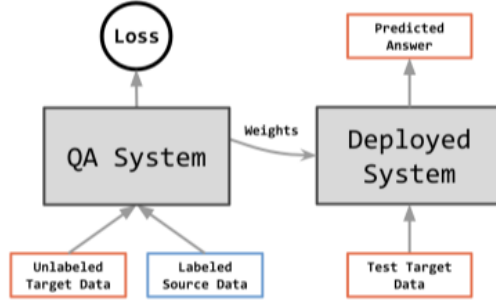 Loss
Predicted
Answer
QA System
Weights
Deployed
System
Unlabeled
Target Data
Labeled
Source Data
Test Target
Data